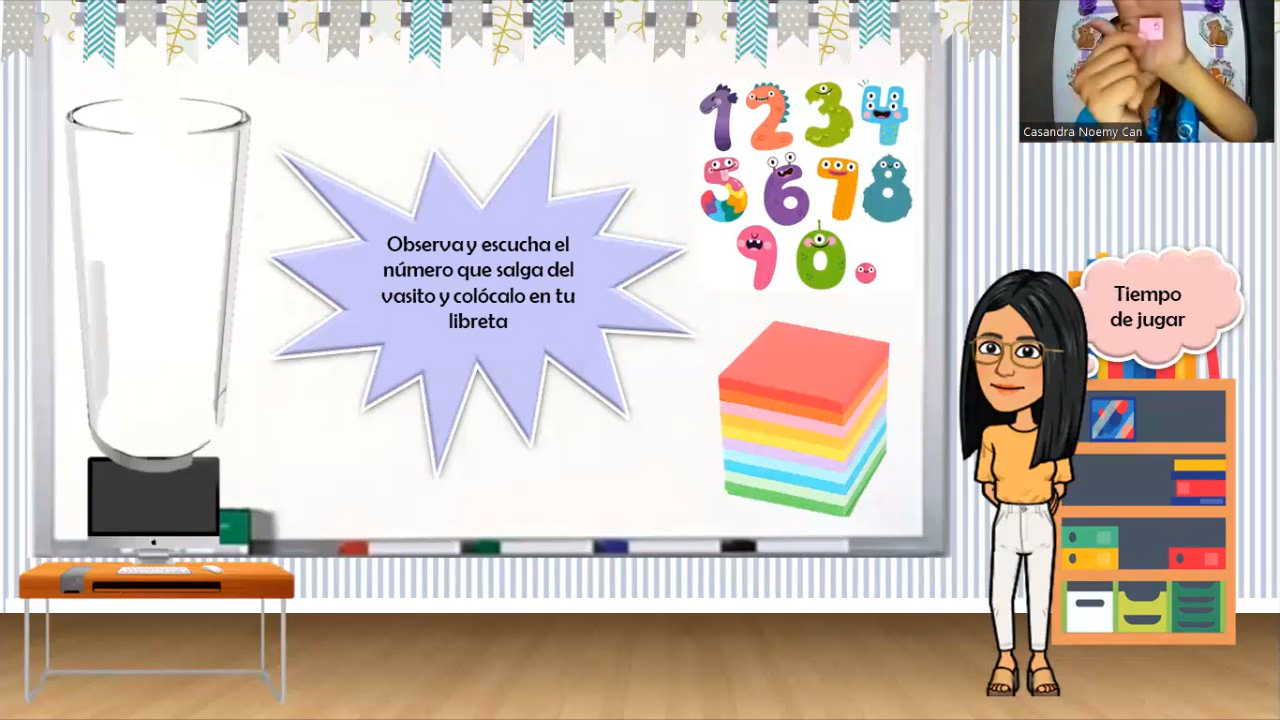 Observa y escucha el
número que salga del
vasito y colócalo en tu
libreta
1 2 3 4
5 6 7 8
9 0 .
Casandra Noemy Can
Tiempo
de jugar